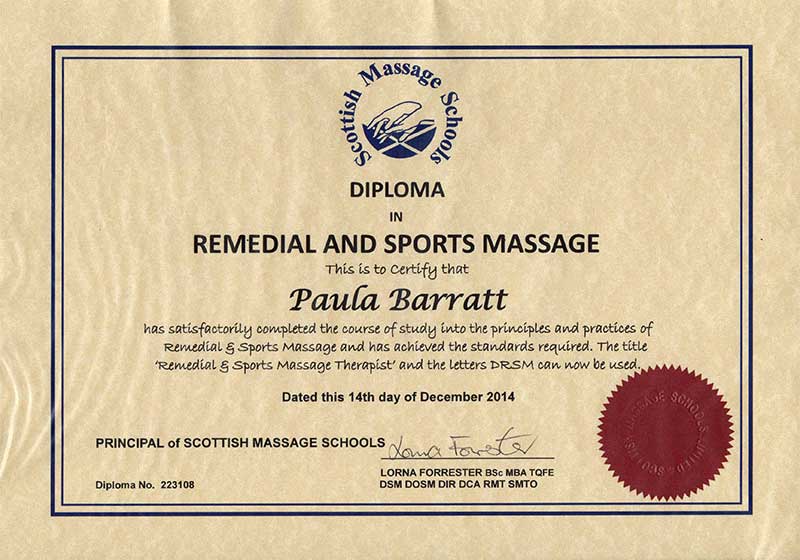 Scottish Massage Schools
DIPLOMA
IN
REMEDIAL AND SPORTS MASSAGE
This is to Certify that
Paula Barratt
has satisfactorily completed the course of study into the principles and practices of
Remedial & Sports Massage and has achieved the standards required. The title
'Remedial & Sports Massage Therapist' and the letters DRSM can now be used.
Dated this 14th day of December 2014
PRINCIPAL of SCOTTISH MASSAGE SCHOOLS Lorna Forrester
LORNA FORRESTER BSc MBA TQFE
Diploma No. 223108 DSM DOSM DIR DCA RMT SMTO
MASSAGE SCHOOLS